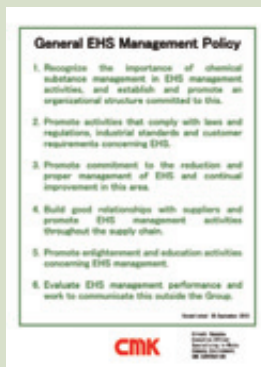 General EHS Management Policy
1. Recognize the importance of chemical
substance management in EHS management
activities, and establish and promote an
organizational structure committed to this.
2. Promote activities that comply with laws and
regulations, industrial standards and customer
requirements concerning EHS.
3. Promote commitment to the reduction and
proper management of EHS and continual
improvement in this area.
4. Build good relationships with suppliers and
promote EHS management activities
throughout the supply chain.
5. Promote enlightenment and education activities
concerning EHS management.
6. Evaluate EHS management performance and
work to communicate this outside the Group.
CMK